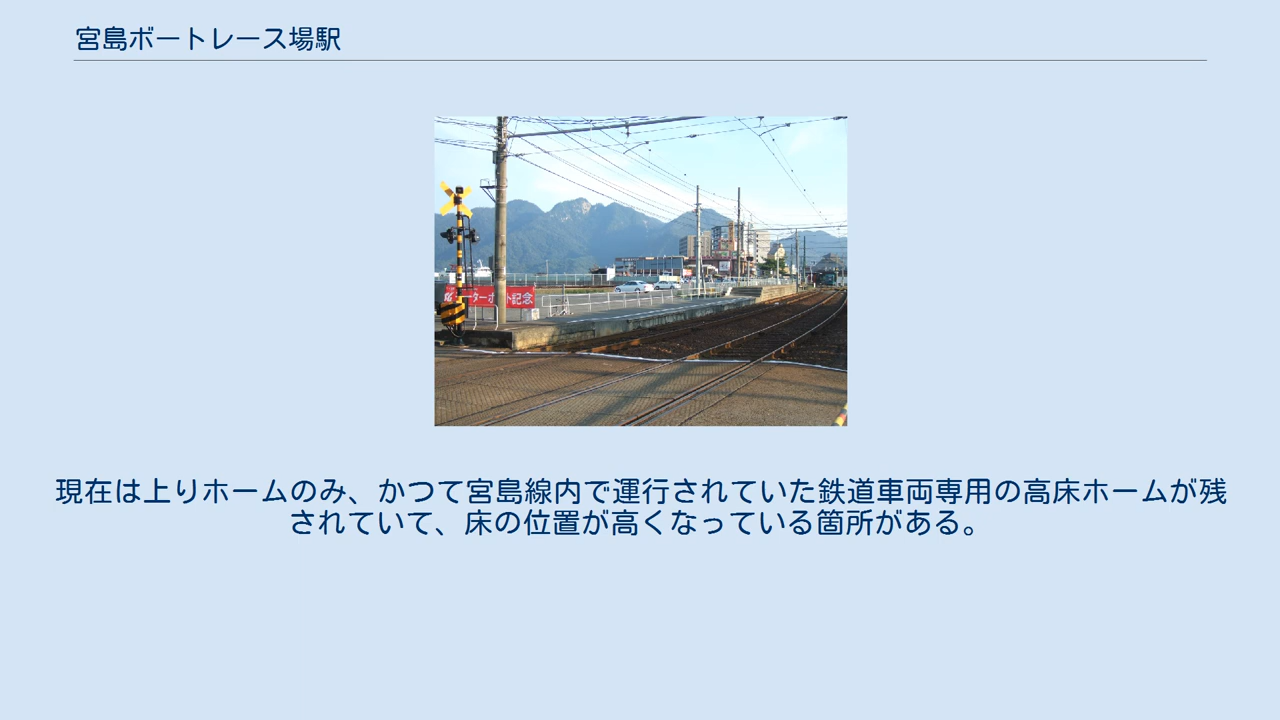 宮島ボートレース場駅
現在は上りホームのみ、かつて宮島線内で運行されていた鉄道車両専用の高床ホームが残
されていて、床の位置が高くなっている箇所がある。